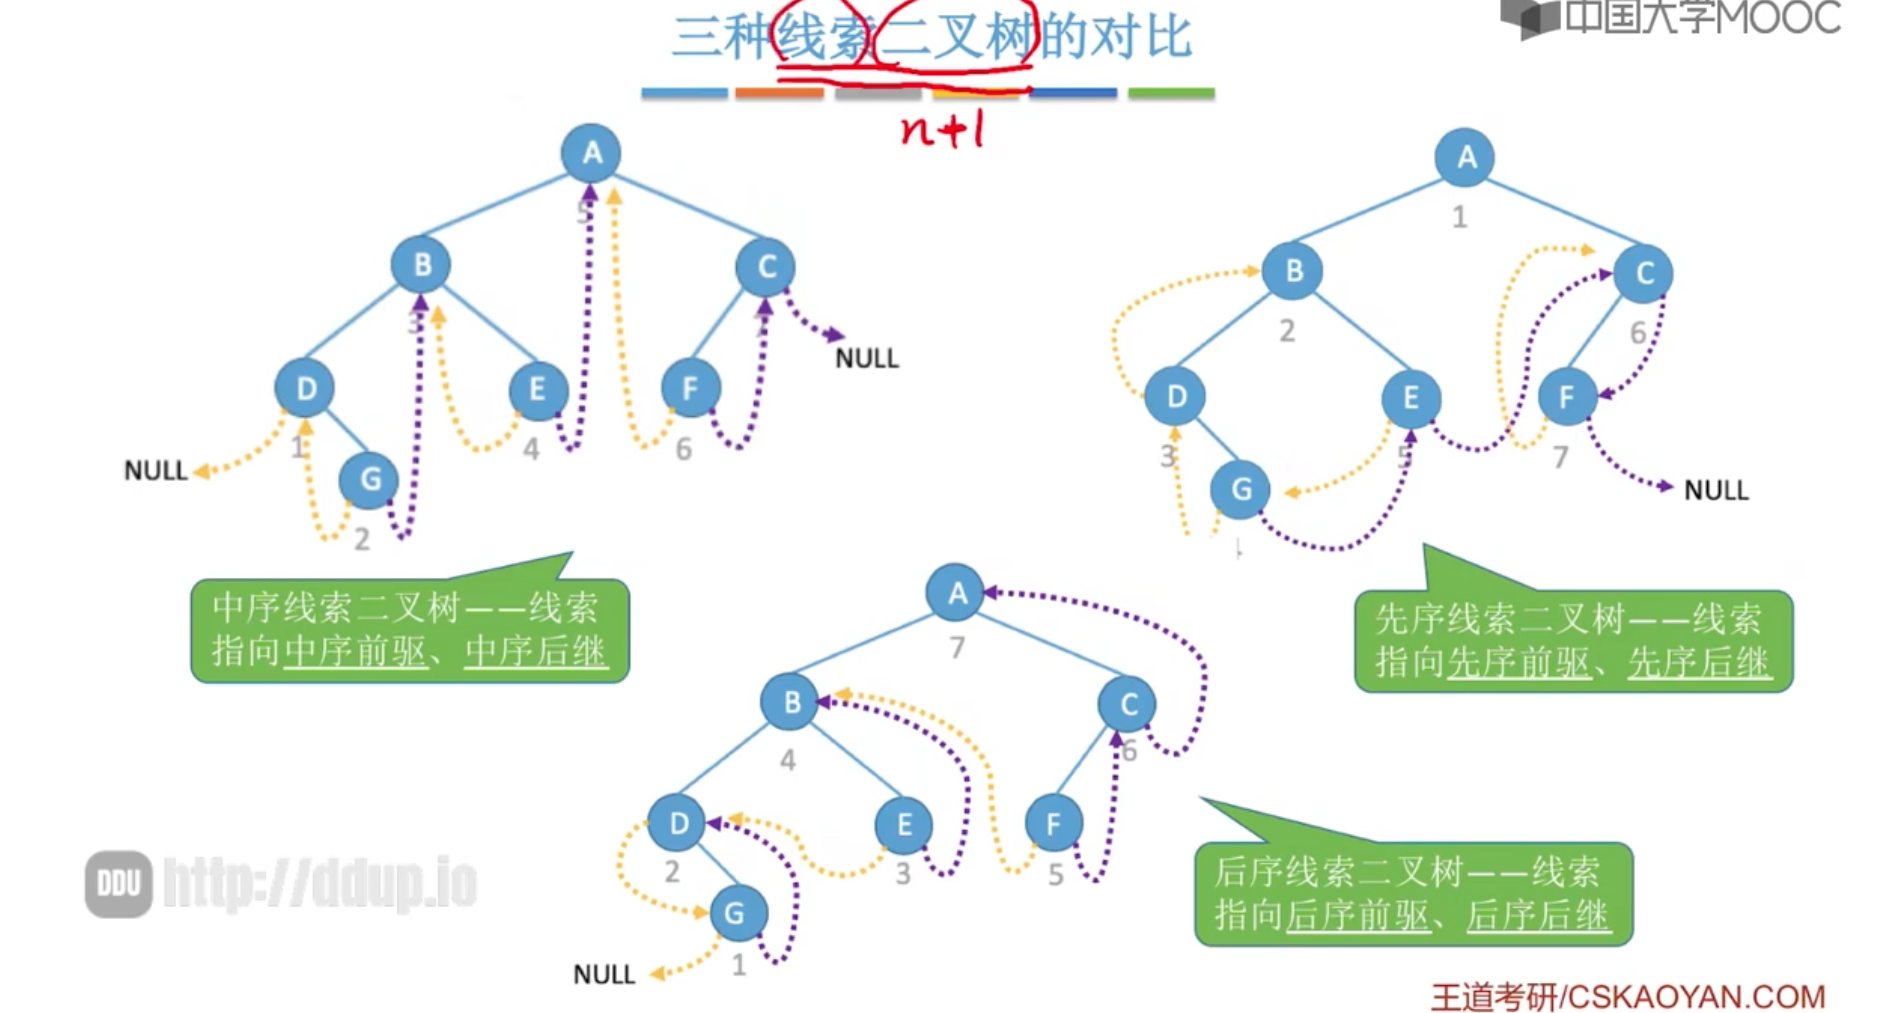 三种线索二叉树的对比
中国大学MOOC
n+1
A
5
B
3
C
7
NULL
D
1
E
4
F
6
NULL
G
2
中序线索二叉树——线索
指向中序前驱、中序后继
A
1
B
2
C
6
D
3
E
5
F
7
G
NULL
先序线索二叉树——线索
指向先序前驱、先序后继
A
7
B
4
C
6
D
2
E
3
F
5
G
1
NULL
后序线索二叉树——线索
指向后序前驱、后序后继
DDU http://ddup.io
王道考研/CSKAOYAN.COM